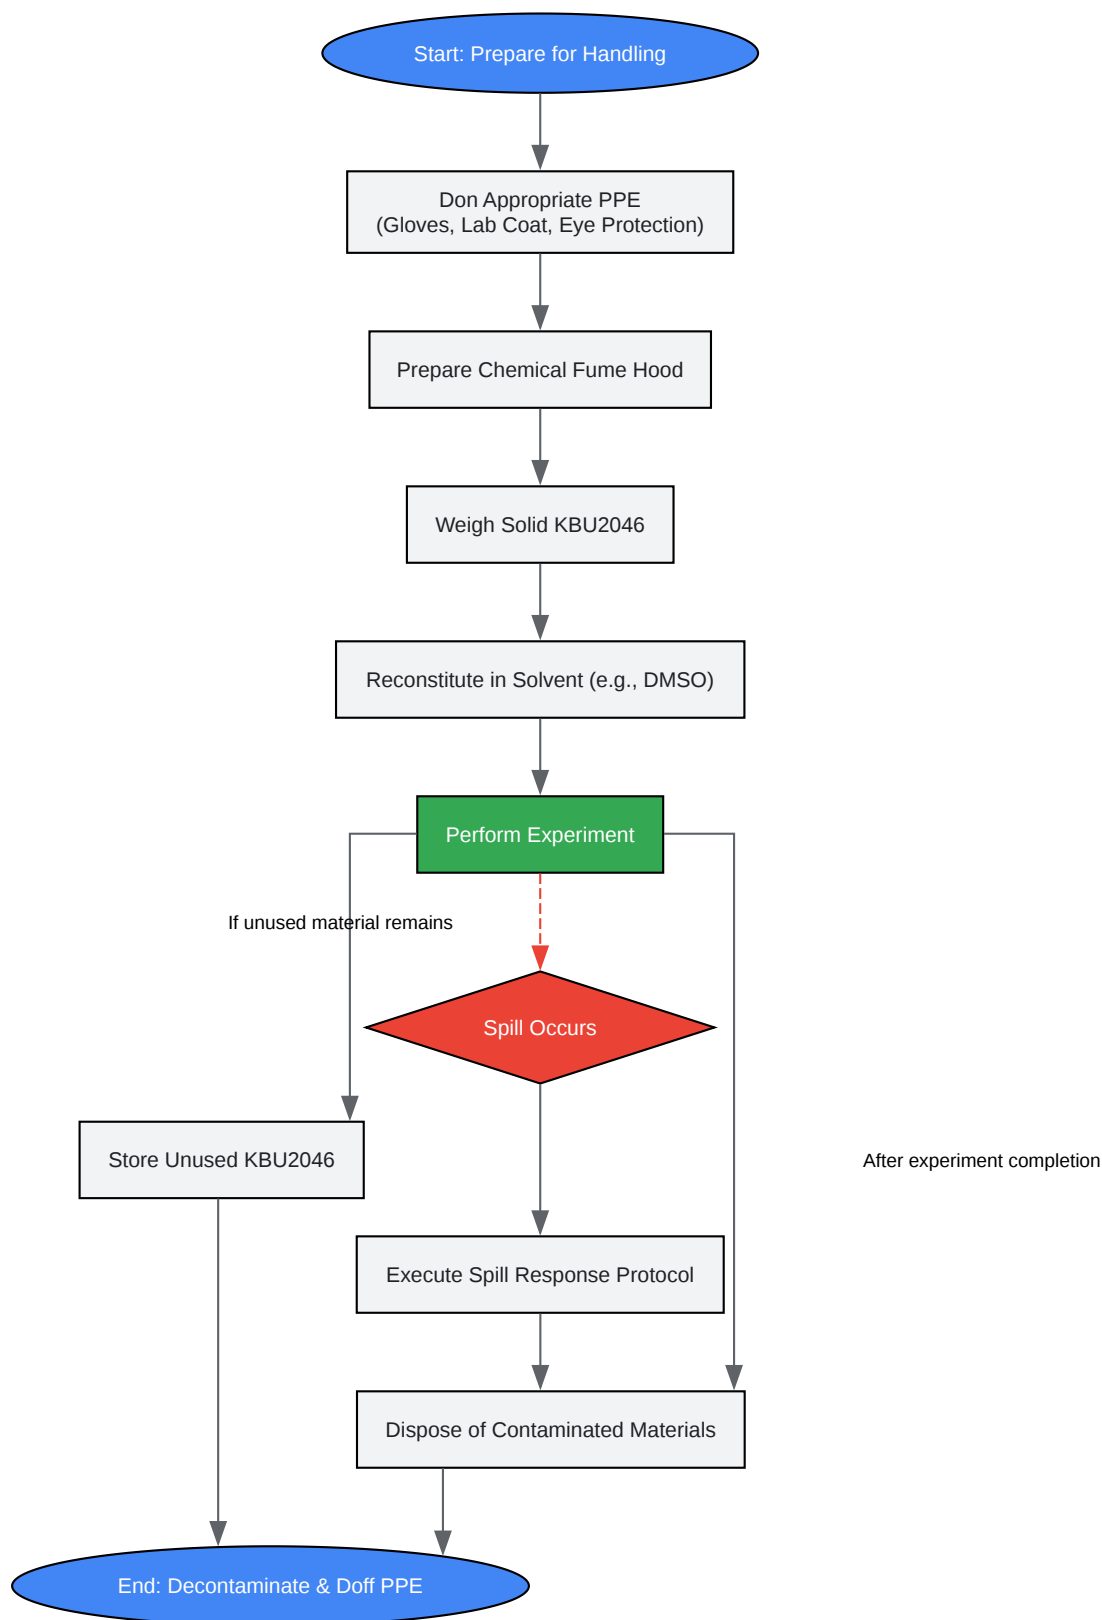 Start: Prepare for Handling
Don Appropriate PPE
(Gloves, Lab Coat, Eye Protection)
Prepare Chemical Fume Hood
Weigh Solid KBU2046
Reconstitute in Solvent (e.g., DMSO)
Perform Experiment
If unused material remains
Spill Occurs
Store Unused KBU2046
After experiment completion
Execute Spill Response Protocol
Dispose of Contaminated Materials
End: Decontaminate & Doff PPE